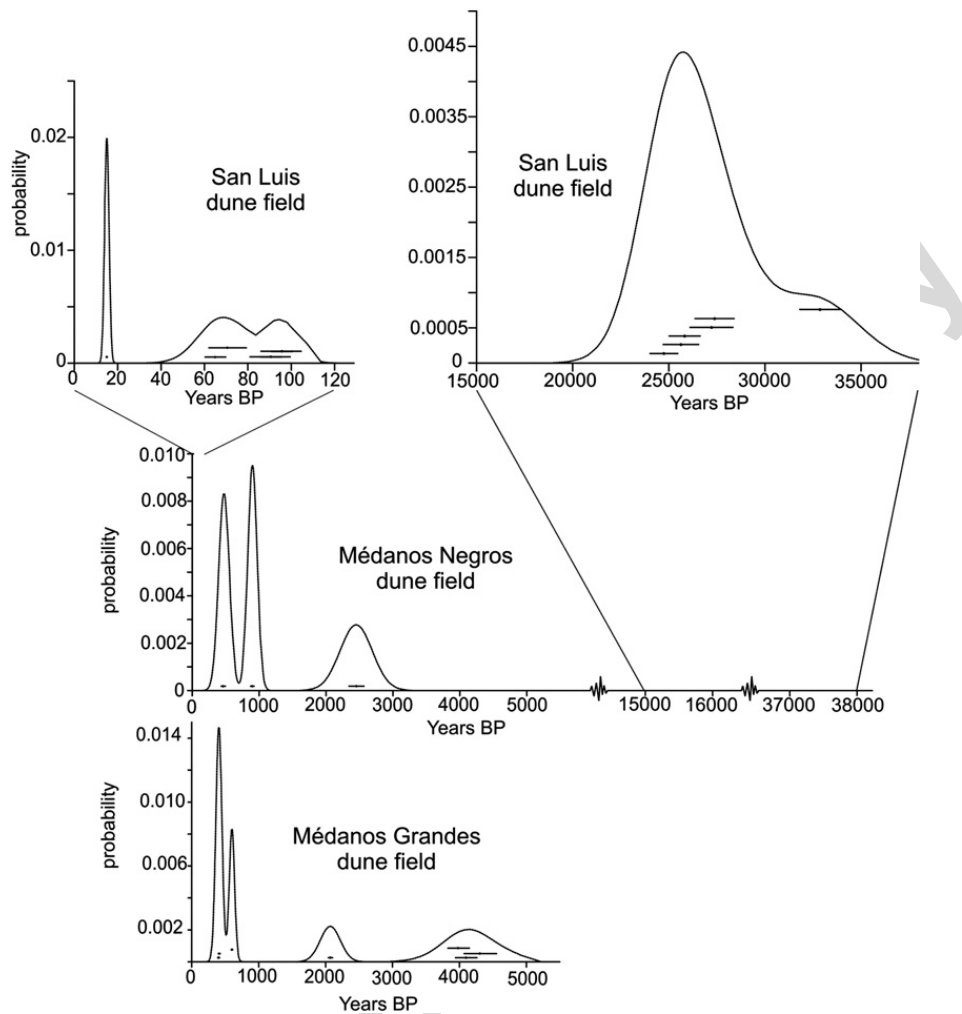 0.0045
0.0035
0.0025
0.0015
0.0005
0
San Luis
dune field
15000 20000 25000 30000 35000
Years BP
probability
0.02
0.01
0
San Luis
dune field
0 20 40 60 80 100 120
Years BP
y
probability
0.010
0.008
0.006
0.004
0.002
0
Médanos Negros
dune field
0 1000 2000 3000 4000 5000 15000 16000 37000 38000
Years BP
probability
0.014
0.010
0.006
0.002
Médanos Grandes
dune field
0 1000 2000 3000 4000 5000
Years BP